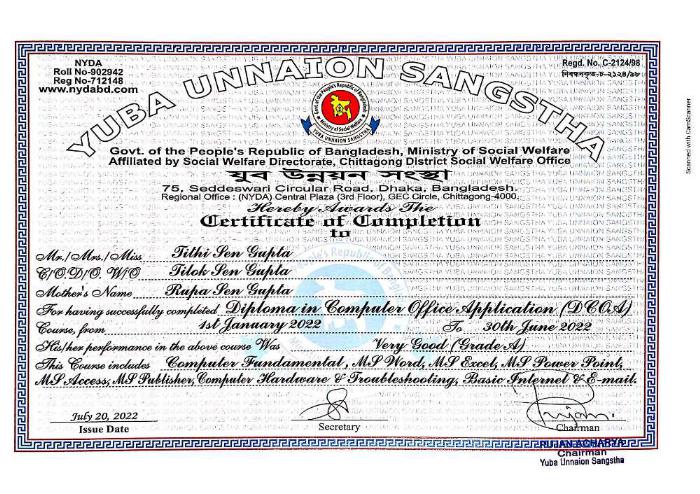 NYDA
Roll No-902942
Reg No-712148
www.nydabd.com
Regd. No. C-2124/98
YUBA UNNAION SANGSTHA
Govt. of the People's Republic of Bangladesh, Ministry of Social Welfare
Affiliated by Social Welfare Directorate, Chittagong District Social Welfare Office
যুব উন্নয়ন সংস্থা
75, Seddeswari Circular Road, Dhaka, Bangladesh.
Regional Office : (NYDA) Central Plaza (3rd Floor), GEC Circle, Chittagong-4000.
Hereby Awards The
Certificate of Completion
to
Mr./Mrs./Miss Tithi Sen Gupta
C/O, D/O, W/O Tilok Sen Gupta
Mother's Name Rupa Sen Gupta
For having successfully completed Diploma in Computer Office Application (DCOA)
Course, from 1st January 2022 To 30th June 2022
His/her performance in the above course Was Very Good (Grade A)
This Course includes Computer Fundamental, MS Word, MS Excel, MS Power Point,
MS Access, MS Publisher, Computer Hardware & Troubleshooting, Basic Internet & E-mail.
July 20, 2022
Issue Date
Secretary
Chairman
RUJAN ACHARYA
Chairman
Yuba Unnaion Sangstha
Scanned with CamScanner